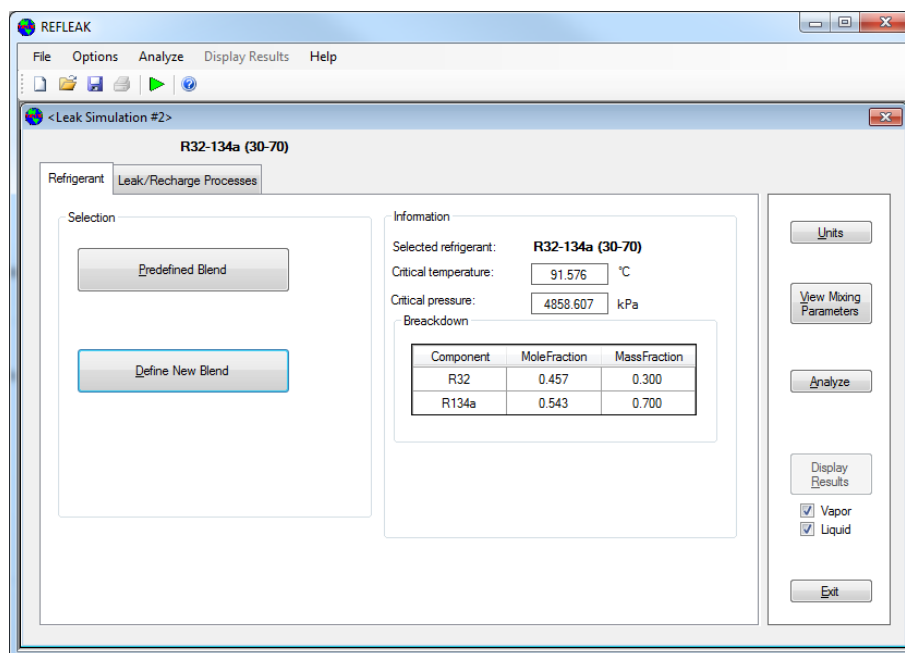 REFLEAK
File Options Analyze Display Results Help
<Leak Simulation #2>
R32-134a (30-70)
Refrigerant Leak/Recharge Processes
Selection
Predefined Blend
Define New Blend
Information
Selected refrigerant: R32-134a (30-70)
Critical temperature: 91.576 °C
Critical pressure: 4858.607 kPa
Breackdown
Component MoleFraction MassFraction
R32 0.457 0.300
R134a 0.543 0.700
Units
View Mixing
Parameters
Analyze
Display
Results
Vapor
Liquid
Exit